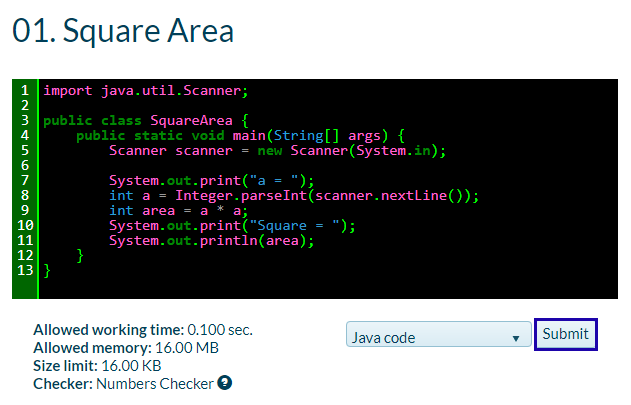 01. Square Area
1 import java.util.Scanner;
2
3 public class SquareArea {
4     public static void main(String[] args) {
5         Scanner scanner = new Scanner(System.in);
6
7         System.out.print("a = ");
8         int a = Integer.parseInt(scanner.nextLine());
9         int area = a * a;
10         System.out.print("Square = ");
11         System.out.println(area);
12     }
13 }
Allowed working time: 0.100 sec.
Allowed memory: 16.00 MB
Size limit: 16.00 KB
Checker: Numbers Checker ?
Java code
Submit